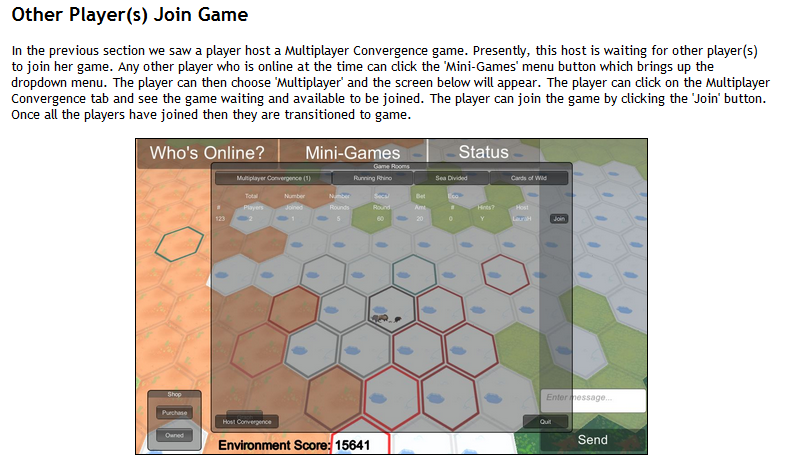 Other Player(s) Join Game
In the previous section we saw a player host a Multiplayer Convergence game. Presently, this host is waiting for other player(s)
to join her game. Any other player who is online at the time can click the 'Mini-Games' menu button which brings up the
dropdown menu. The player can then choose 'Multiplayer' and the screen below will appear. The player can click on the Multiplayer
Convergence tab and see the game waiting and available to be joined. The player can join the game by clicking the 'Join' button.
Once all the players have joined then they are transitioned to game.
Who's Online? Mini-Games Status
Game Rooms
Multiplayer Convergence (1) Running Rhino Sea Divided Cards of Wild
Total Number Number Bet
# Players Joined Rounds Round Amt # Hints? Host
123 1 5 60 20 0 Y Join
Shop
Purchase
Owned
Host Convergence Quit
Enter message...
Send
Environment Score: 15641